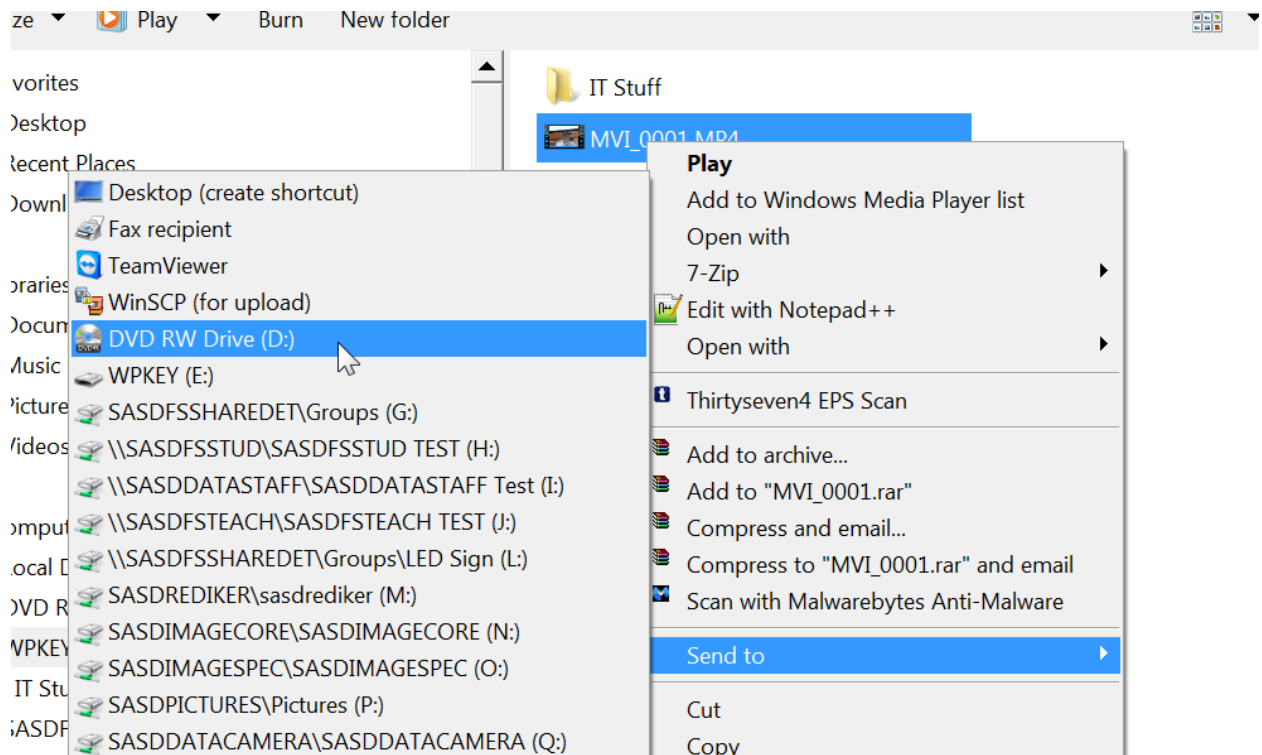 ze Play Burn New folder
vorites
Desktop
Recent Places
Downl
braries
Docum
Music
Picture
Videos
omput
ocal D
DVD R
WPKEY
IT Stu
SASDF
IT Stuff
MVI_0001.MP4
Play
Add to Windows Media Player list
Open with
7-Zip
Edit with Notepad++
Open with
Thirtyseven4 EPS Scan
Add to archive...
Add to "MVI_0001.rar"
Compress and email...
Compress to "MVI_0001.rar" and email
Scan with Malwarebytes Anti-Malware
Send to
Cut
Copy
Desktop (create shortcut)
Fax recipient
TeamViewer
WinSCP (for upload)
DVD RW Drive (D:)
WPKEY (E:)
SASDFSSHAREDET\Groups (G:)
\\SASDFSSTUD\SASDFSSTUD TEST (H:)
\\SASDDATASTAFF\SASDDATASTAFF Test (I:)
\\SASDFSTEACH\SASDFSTEACH TEST (J:)
\\SASDFSSHAREDET\Groups\LED Sign (L:)
SASDREDIKER\sasdrediker (M:)
SASDIMAGECORE\SASDIMAGECORE (N:)
SASDIMAGESPEC\SASDIMAGESPEC (O:)
SASDPICTURES\Pictures (P:)
SASDDATACAMERA\SASDDATACAMERA (Q:)